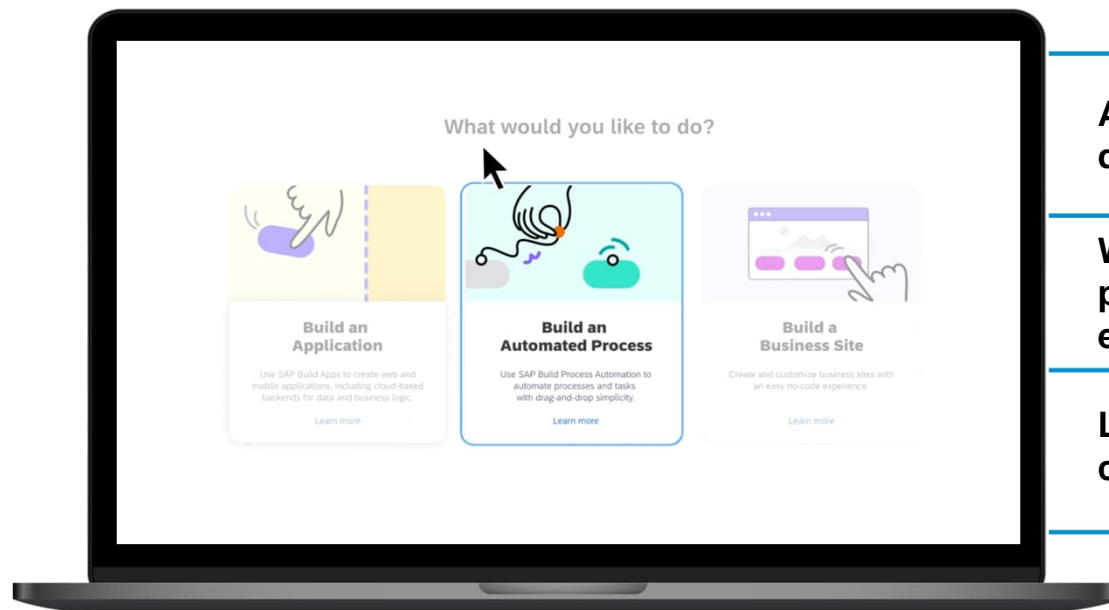 What would you like to do?
Build an
Application
Use SAP Build Apps to create web and
mobile applications, including cloud-based
backends for data and business logic.
Learn more
Build an
Automated Process
Use SAP Build Process Automation to
automate processes and tasks
with drag-and-drop simplicity.
Learn more
Build a
Business Site
Create and customize business sites with
an easy no-code experience.
Learn more